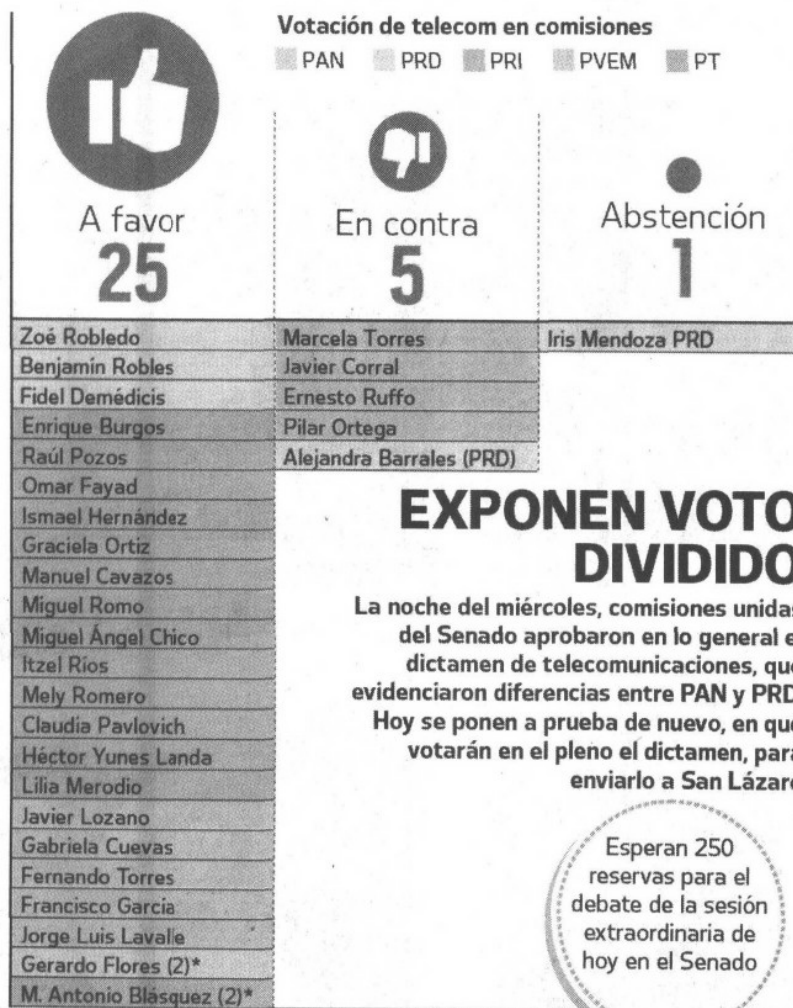 Votación de telecom en comisiones
PAN PRD PRI PVEM PT
A favor
25
En contra
5
Abstención
1
Zoé Robledo
Benjamín Robles
Fidel Demédicis
Enrique Burgos
Raúl Pozos
Omar Fayad
Ismael Hernández
Graciela Ortiz
Manuel Cavazos
Miguel Romo
Miguel Ángel Chico
Itzel Ríos
Mely Romero
Claudia Pavlovich
Héctor Yunes Landa
Lilia Merodio
Javier Lozano
Gabriela Cuevas
Fernando Torres
Francisco García
Jorge Luis Lavalle
Gerardo Flores (2)*
M. Antonio Blásquez (2)*
Marcela Torres
Javier Corral
Ernesto Ruffo
Pilar Ortega
Alejandra Barrales (PRD)
Iris Mendoza PRD
EXPONEN VOTO
DIVIDIDO
La noche del miércoles, comisiones unidas
del Senado aprobaron en lo general e
dictamen de telecomunicaciones, que
evidenciaron diferencias entre PAN y PRD
Hoy se ponen a prueba de nuevo, en que
votarán en el pleno el dictamen, para
enviarlo a San Lázaro
Esperan 250
reservas para el
debate de la sesión
extraordinaria de
hoy en el Senado